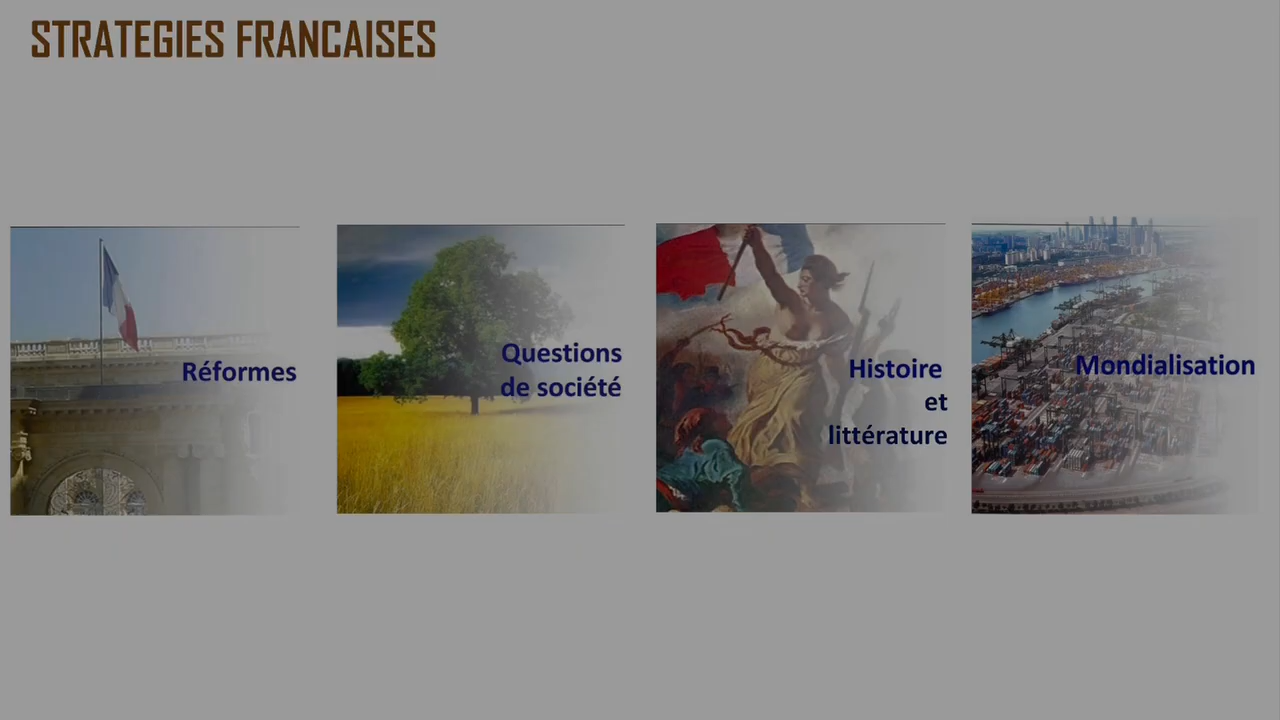 STRATEGIES FRANCAISES
Réformes
Questions
de société
Histoire
et
littérature
Mondialisation